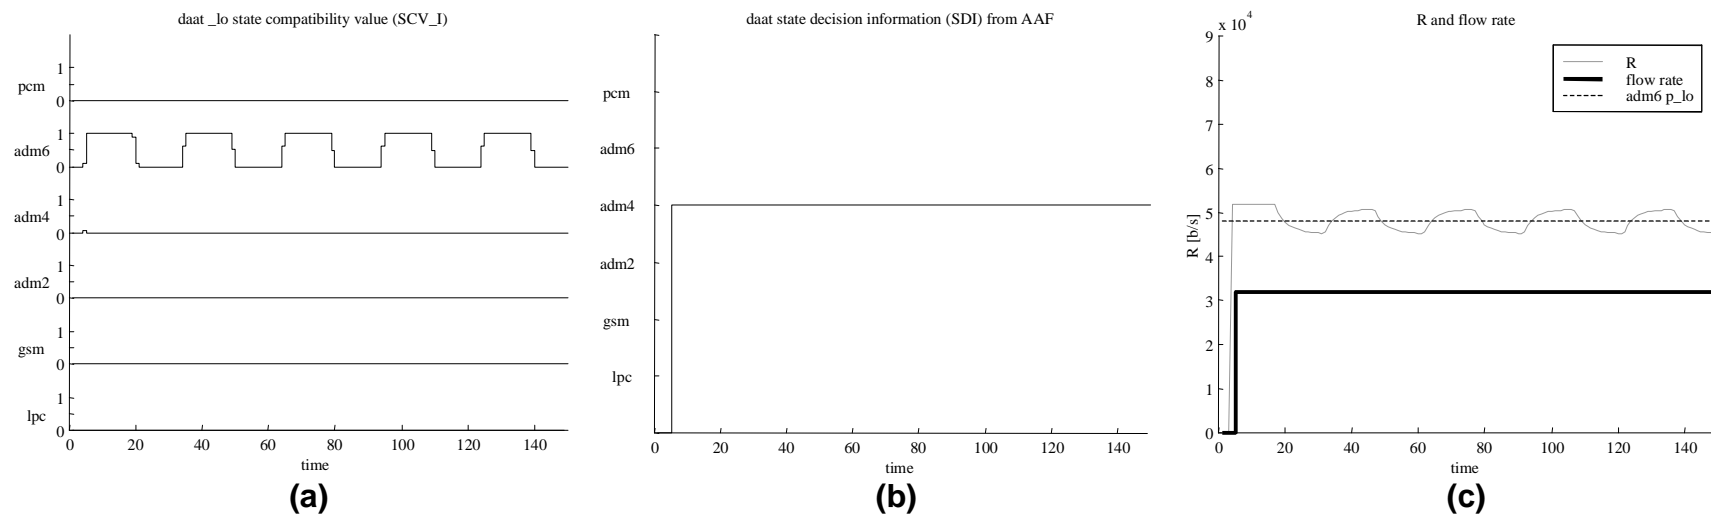 daat _lo state compatibility value (SCV_I)
1
pcm
0
1
adm6
0
1
adm4
0
1
adm2
0
1
gsm
0
1
lpc
0
0 20 40 60 80 100 120 140
time
(a)
daat state decision information (SDI) from AAF
pcm
adm6
adm4
adm2
gsm
lpc
0 20 40 60 80 100 120 140
time
(b)
R and flow rate
x 10^4
9
8
7
6
5
4
3
2
1
0
R [b/s]
R
flow rate
adm6 p_lo
0 20 40 60 80 100 120 140
time
(c)